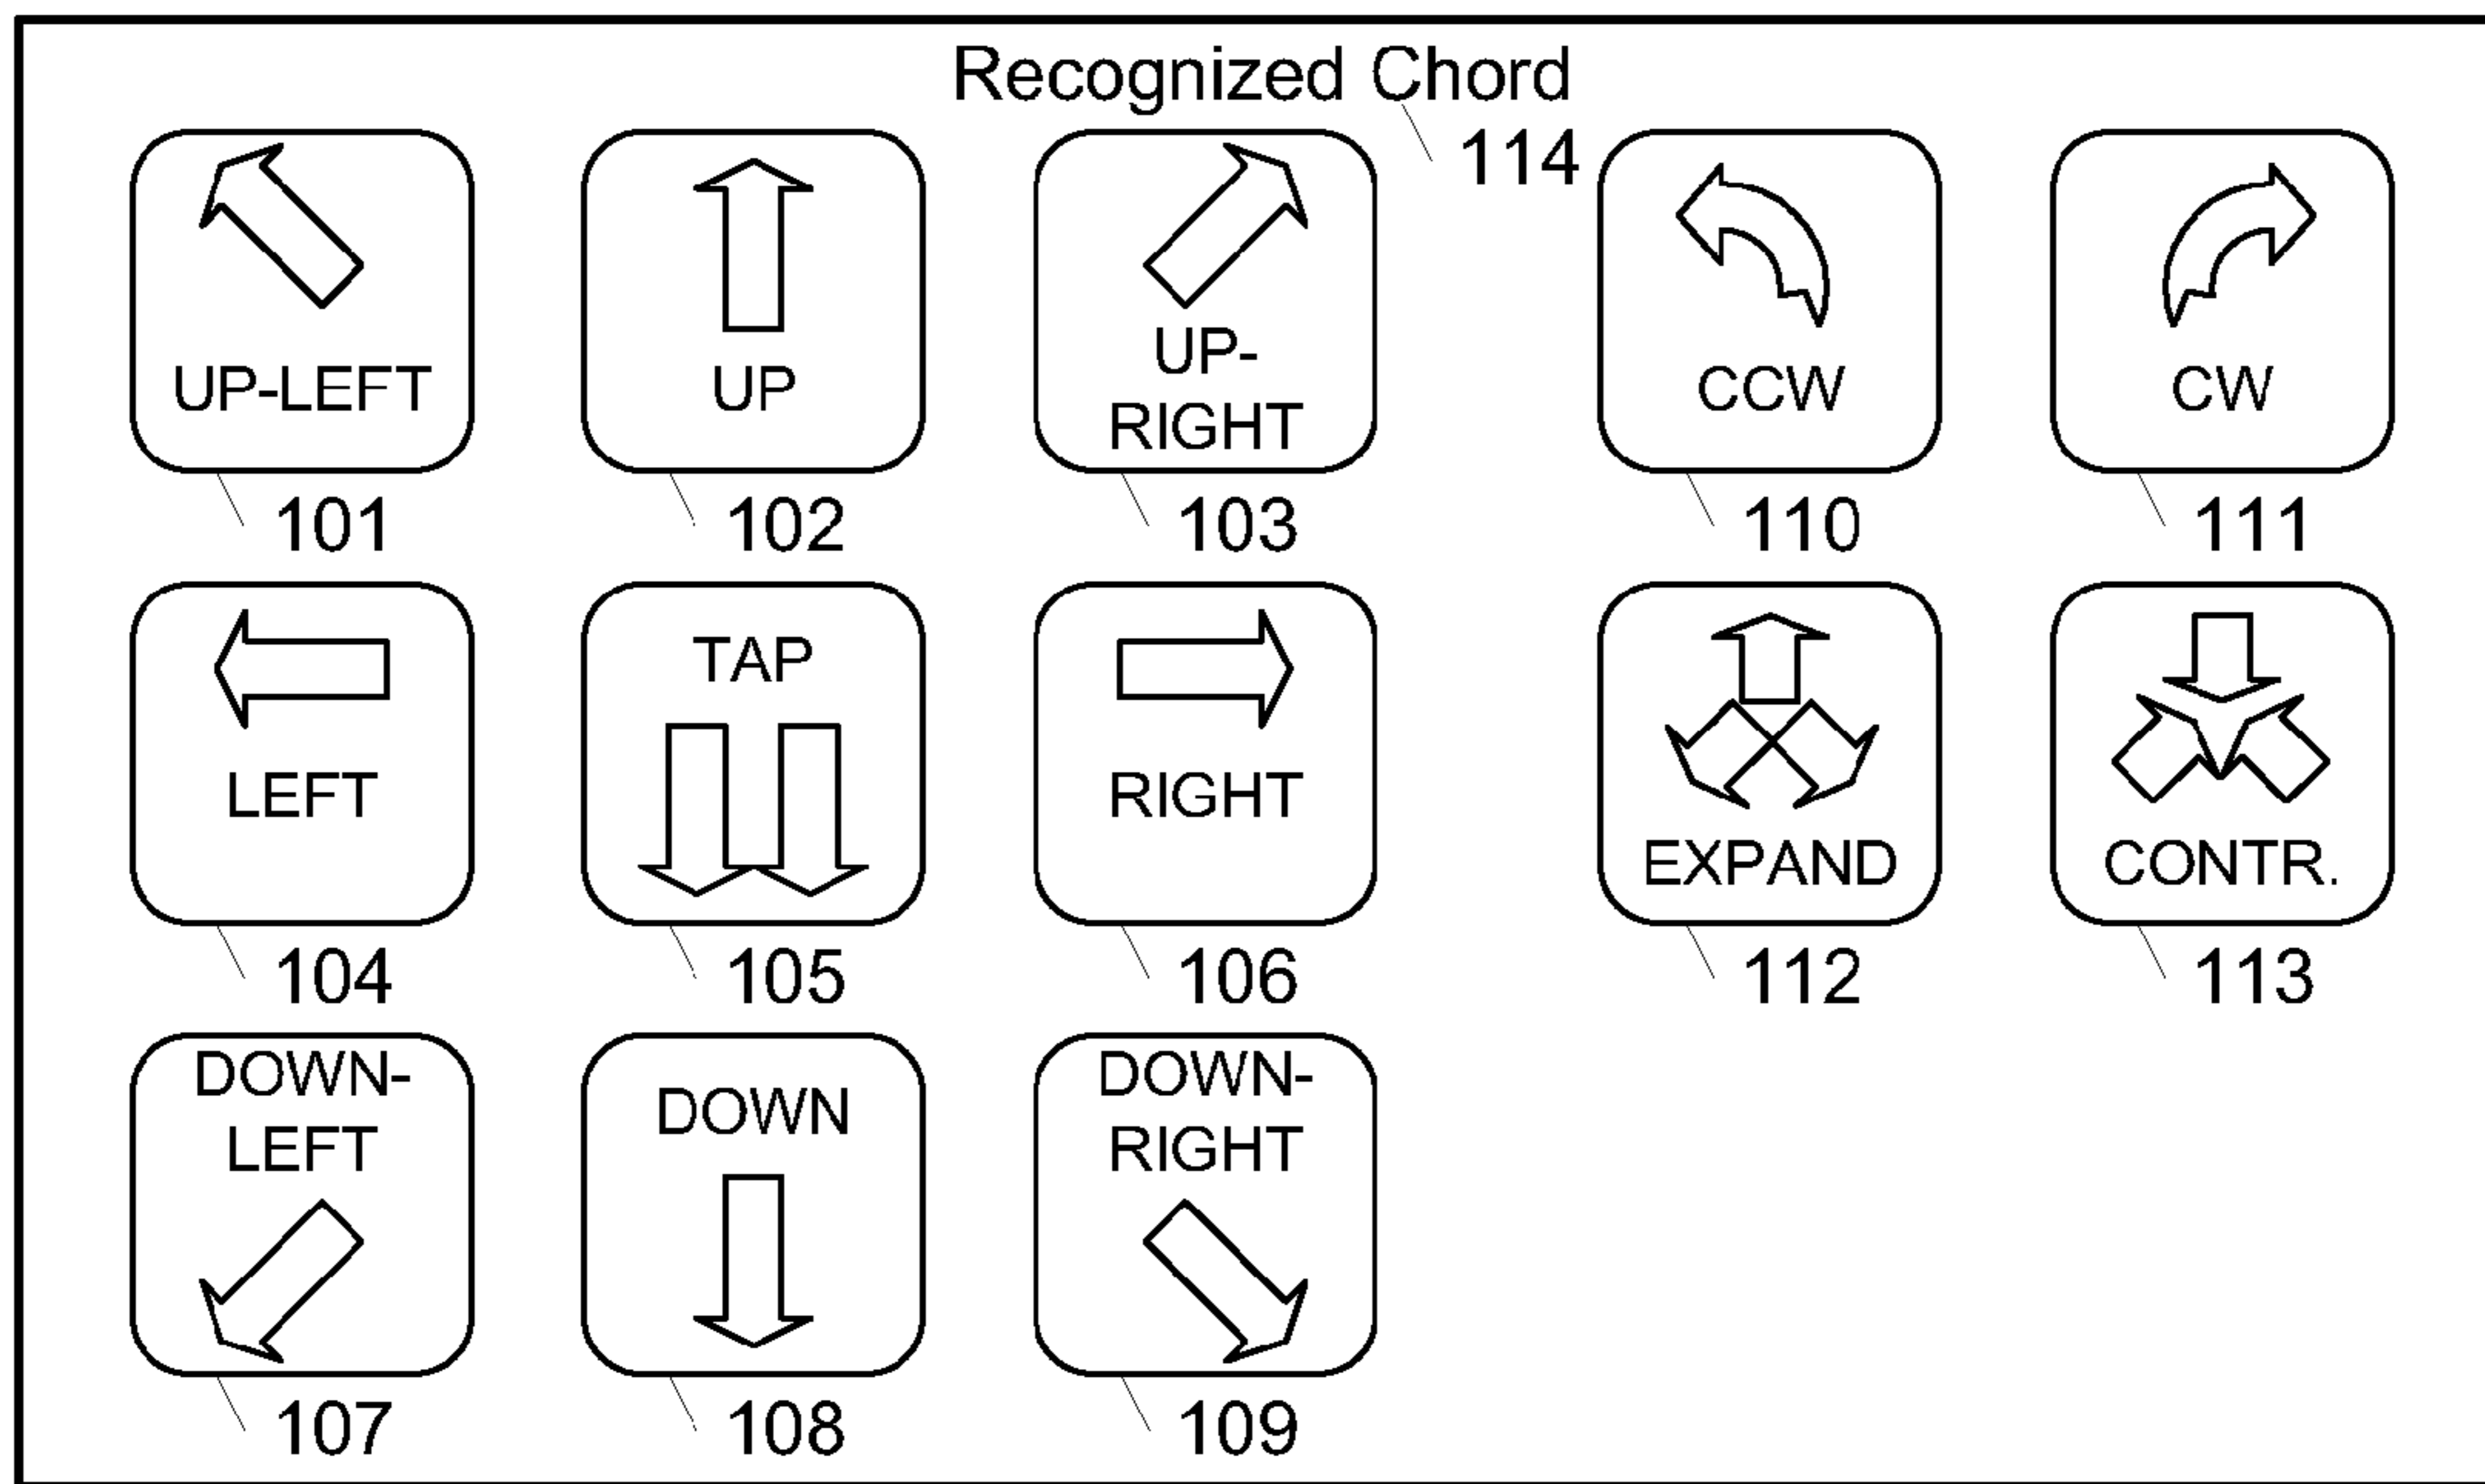 Recognized Chord
114
UP-LEFT
101
UP
102
UP-
RIGHT
103
CCW
110
CW
111
LEFT
104
TAP
105
RIGHT
106
EXPAND
112
CONTR.
113
DOWN-
LEFT
107
DOWN
108
DOWN-
RIGHT
109